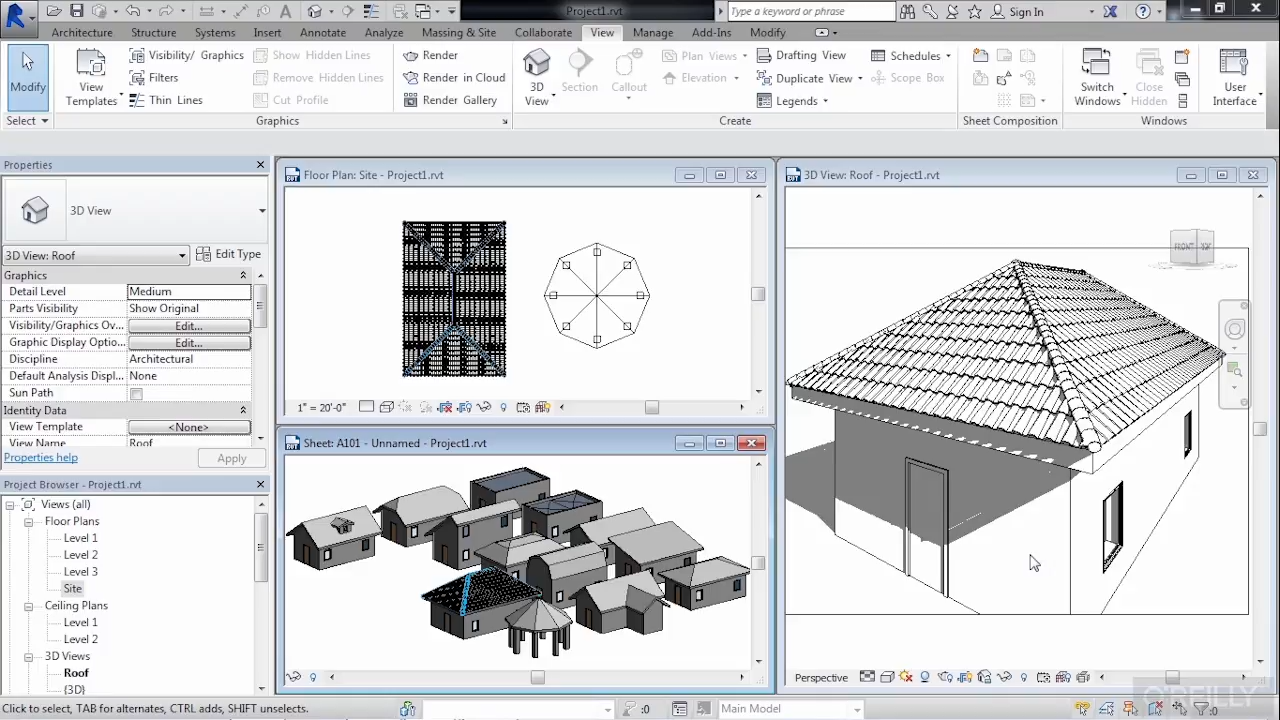 Project1.rvt
Type a keyword or phrase
Sign In
Architecture Structure Systems Insert Annotate Analyze Massing & Site Collaborate View Manage Add-Ins Modify
Modify
View
Templates
Visibility/ Graphics
Filters
Thin Lines
Show Hidden Lines
Remove Hidden Lines
Cut Profile
Render
Render in Cloud
Render Gallery
3D
View
Section
Callout
Plan Views
Elevation
Drafting View
Duplicate View
Legends
Schedules
Scope Box
Switch
Windows
Close
Hidden
User
Interface
Select
Graphics
Create
Sheet Composition
Windows
Properties
3D View
3D View: Roof
Edit Type
Graphics
Detail Level Medium
Parts Visibility Show Original
Visibility/Graphics Ov... Edit...
Graphic Display Optio... Edit...
Discipline Architectural
Default Analysis Displ... None
Sun Path
Identity Data
View Template <None>
View Name Roof
Properties help
Apply
Project Browser - Project1.rvt
Views (all)
Floor Plans
Level 1
Level 2
Level 3
Site
Ceiling Plans
Level 1
Level 2
3D Views
Roof
{3D}
Floor Plan: Site - Project1.rvt
1" = 20'-0"
Sheet: A101 - Unnamed - Project1.rvt
3D View: Roof - Project1.rvt
FRONT
Perspective
Click to select, TAB for alternates, CTRL adds, SHIFT unselects.
:0
Main Model
:0
O'REILLY